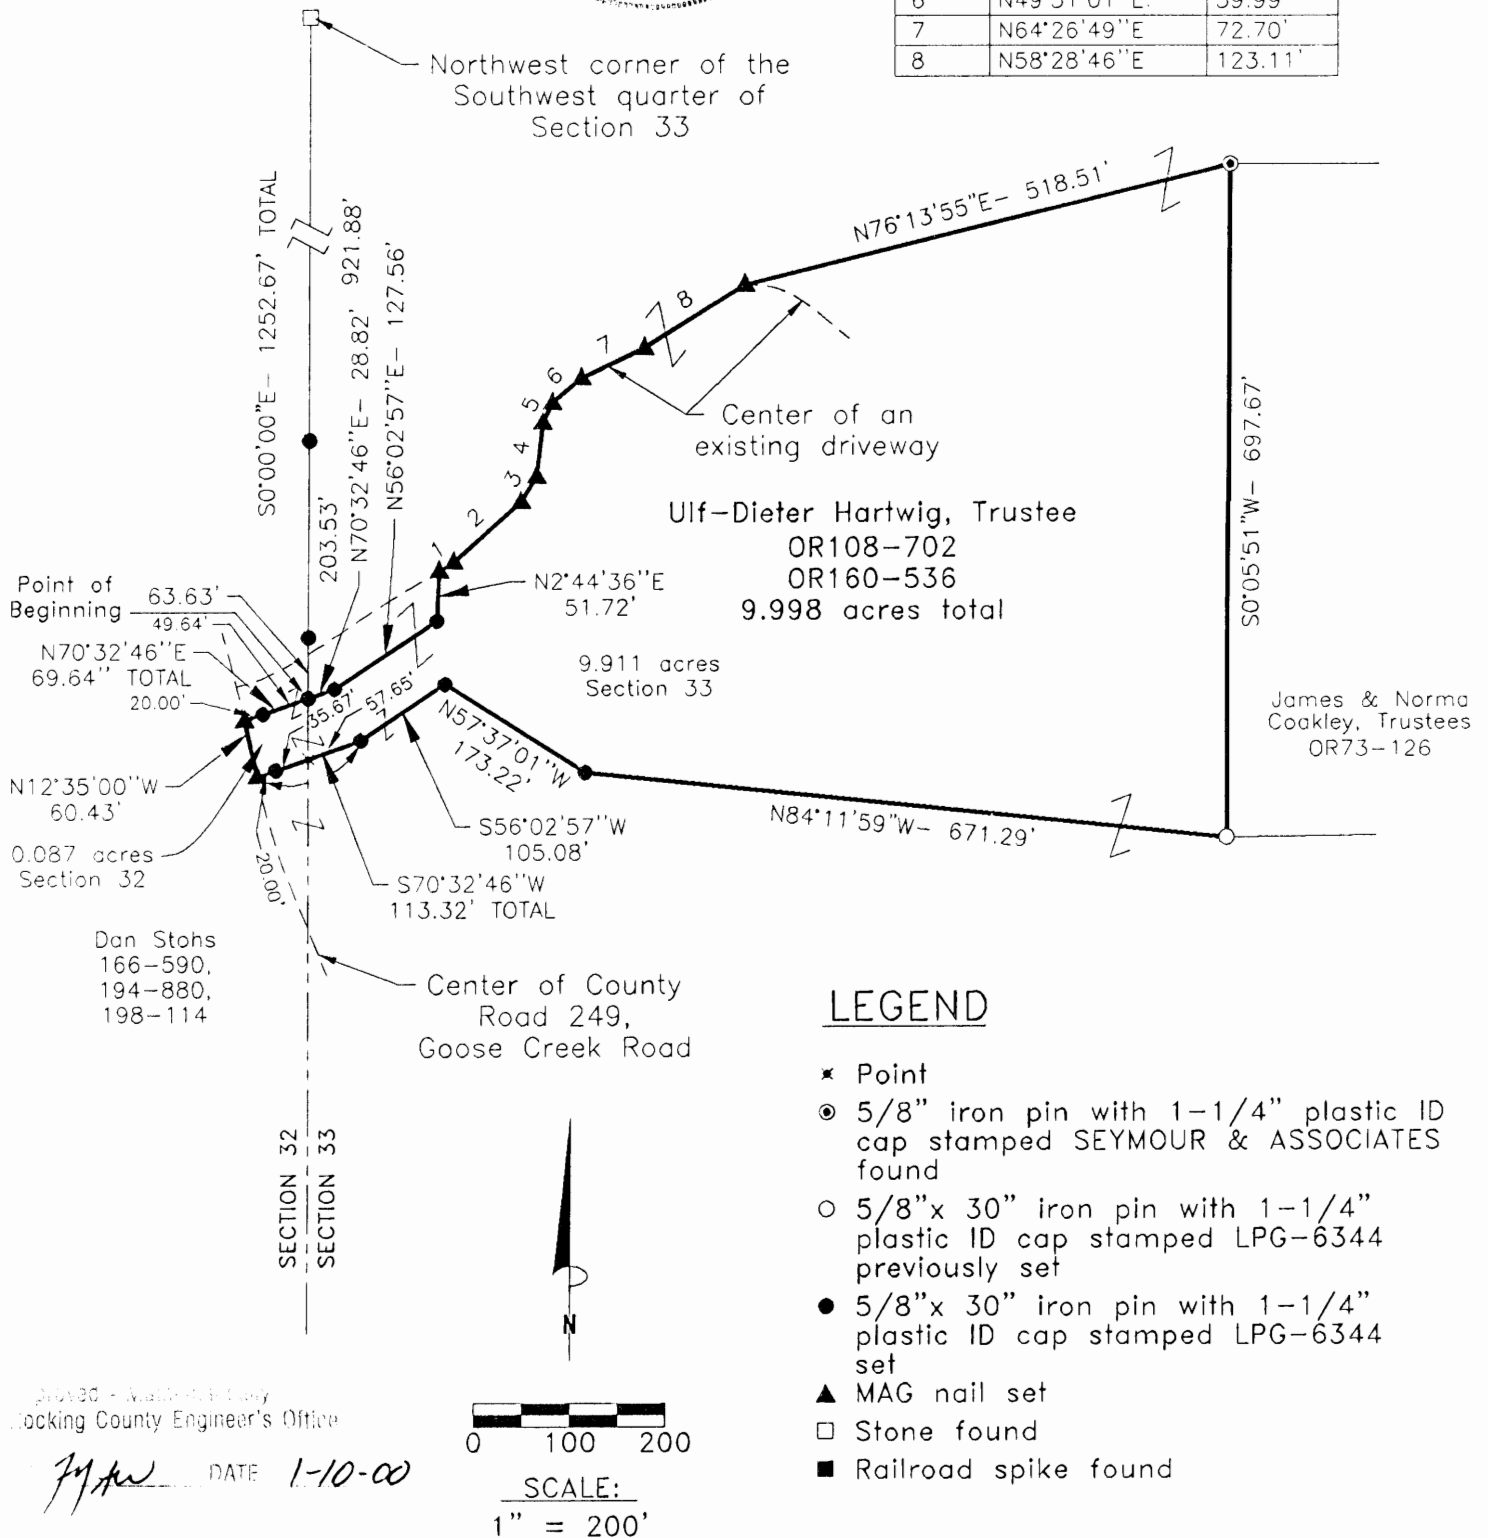 6 N49°51'01"E. 39.99'
7 N64°26'49"E 72.70'
8 N58°28'46"E 123.11'
Northwest corner of the
Southwest quarter of
Section 33
S0°00'00"E- 1252.67' TOTAL
921.88'
N70°32'46"E- 28.82'
N56°02'57"E- 127.56'
203.53'
N76°13'55"E- 518.51'
8
7
6
5
4
3
2
1
Center of an
existing driveway
Ulf-Dieter Hartwig, Trustee
OR108-702
OR160-536
9.998 acres total
9.911 acres
Section 33
S0°05'51"W- 697.67'
James & Norma
Coakley, Trustees
OR73-126
N2°44'36"E
51.72'
Point of
Beginning
63.63'
49.64'
N70°32'46"E
69.64" TOTAL
20.00'
35.67'
57.65'
N57°37'01"W
173.22'
N84°11'59"W- 671.29'
N12°35'00"W
60.43'
0.087 acres
Section 32
20.00'
S56°02'57"W
105.08'
S70°32'46"W
113.32' TOTAL
Dan Stohs
166-590,
194-880,
198-114
Center of County
Road 249,
Goose Creek Road
SECTION 32
SECTION 33
N
LEGEND
Point
5/8" iron pin with 1-1/4" plastic ID
cap stamped SEYMOUR & ASSOCIATES
found
5/8"x 30" iron pin with 1-1/4"
plastic ID cap stamped LPG-6344
previously set
5/8"x 30" iron pin with 1-1/4"
plastic ID cap stamped LPG-6344
set
MAG nail set
Stone found
Railroad spike found
ocking County Engineer's Office
DATE 1-10-00
0 100 200
SCALE:
1" = 200'